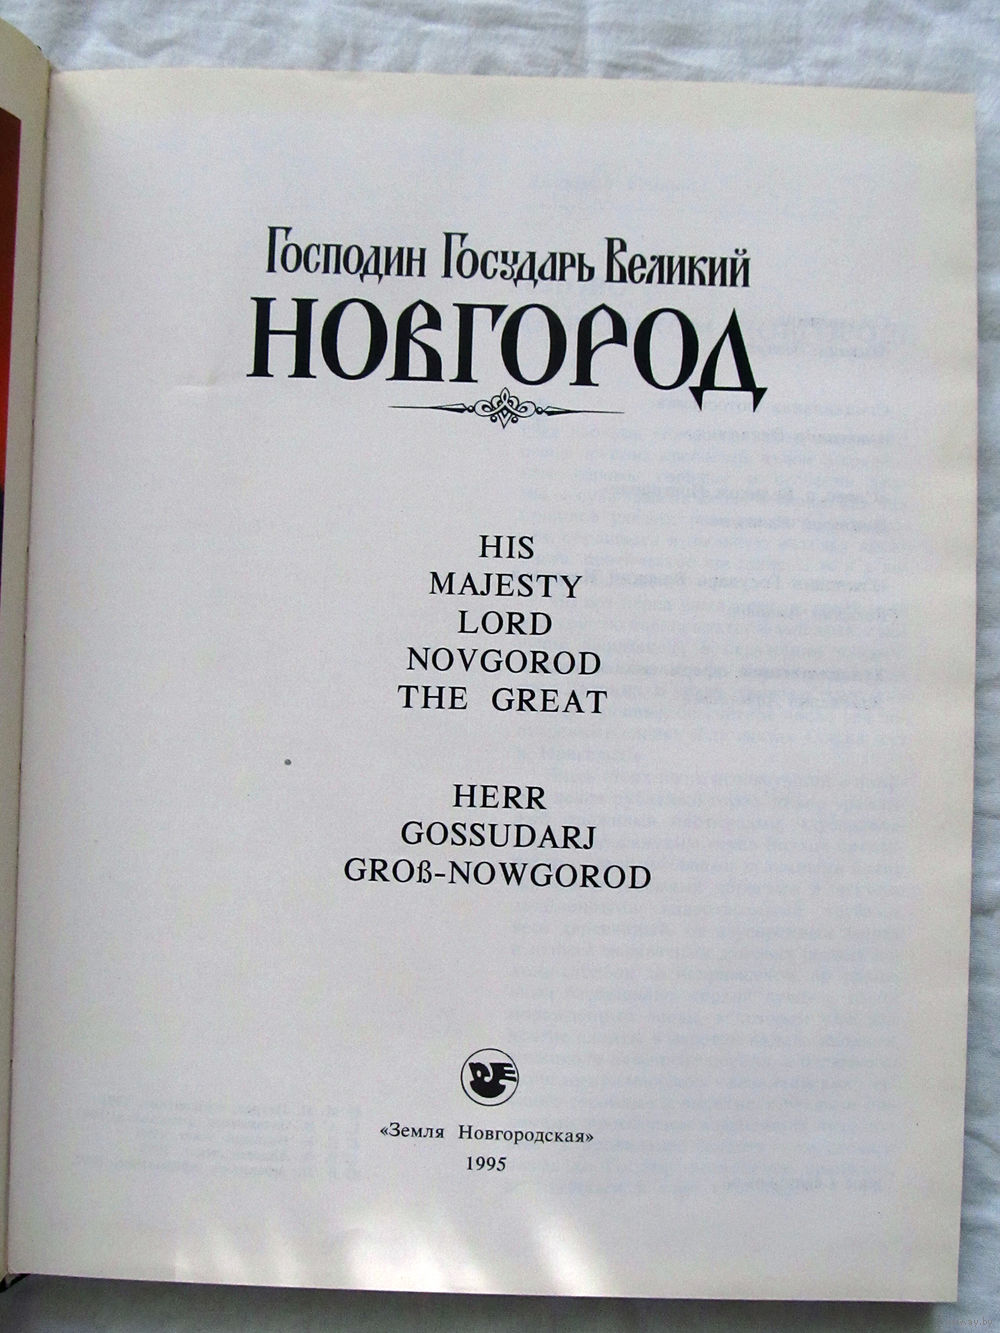 Господин Государь Великий
НОВГОРОД
HIS
MAJESTY
LORD
NOVGOROD
THE GREAT
HERR
GOSSUDARJ
GROß-NOWGOROD
«Земля Новгородская»
1995